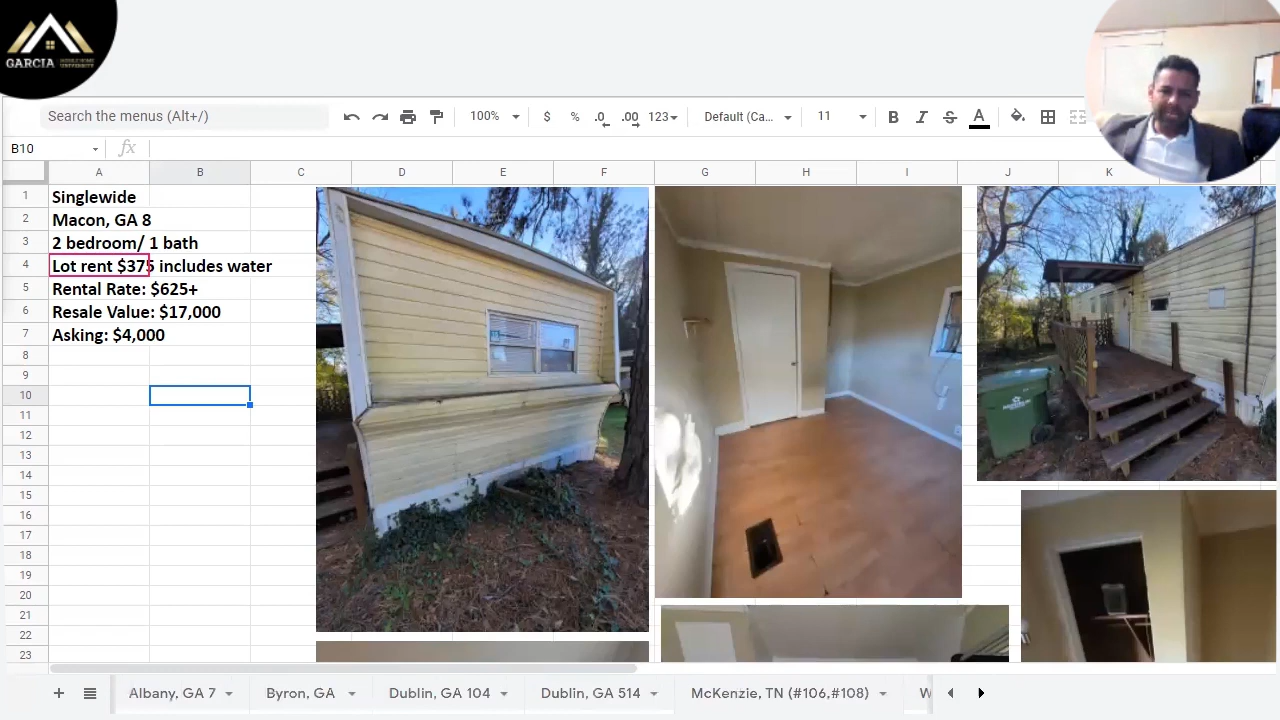 GARCIA MOBILE HOME
UNIVERSITY
Search the menus (Alt+/)
100%
$ % .0 .00 123
Default (Ca...
11
B I S A
B10
fx
A B C D E F G H I J K
1 Singlewide
2 Macon, GA 8
3 2 bedroom/ 1 bath
4 Lot rent $375 includes water
5 Rental Rate: $625+
6 Resale Value: $17,000
7 Asking: $4,000
8
9
10
11
12
13
14
15
16
17
18
19
20
21
22
23
Albany, GA 7
Byron, GA
Dublin, GA 104
Dublin, GA 514
McKenzie, TN (#106,#108)
W